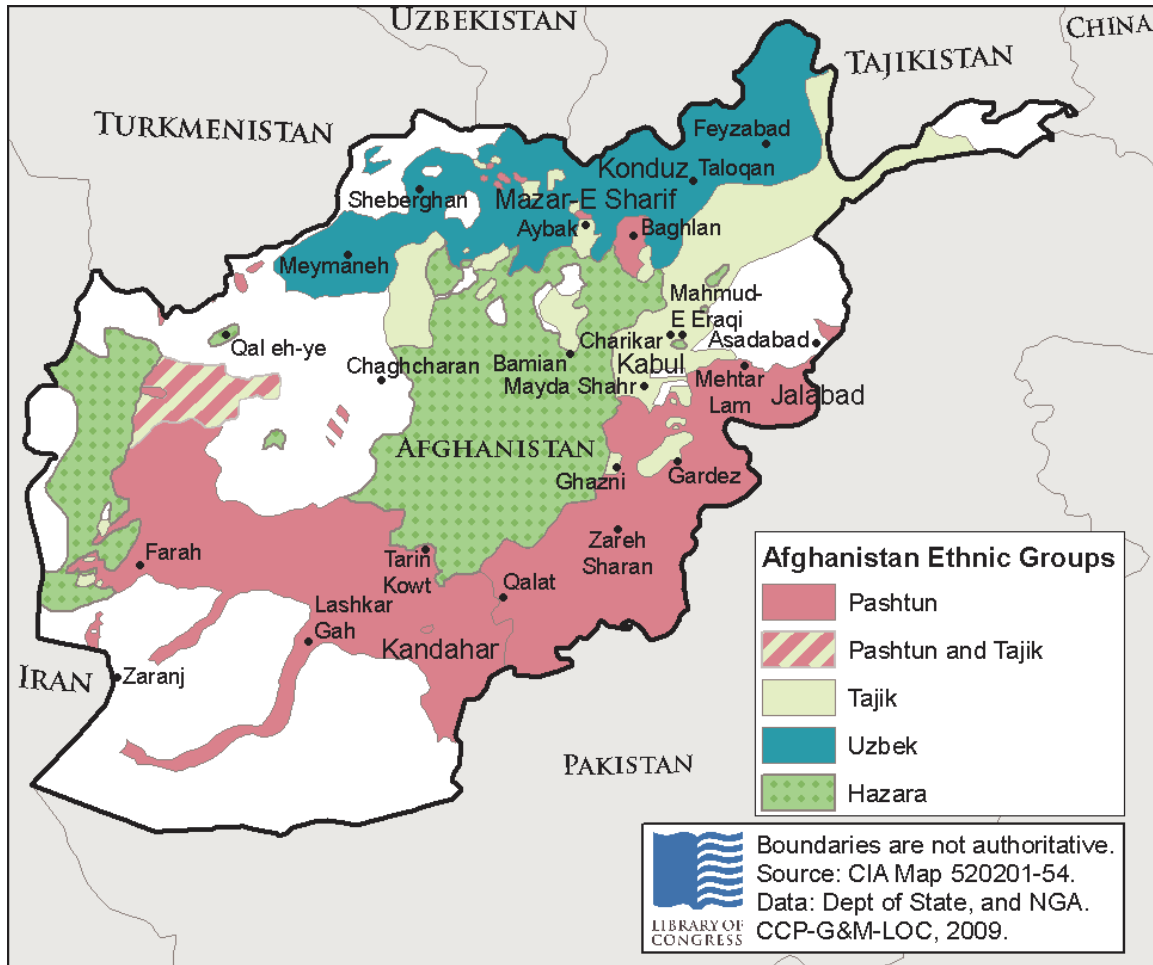 UZBEKISTAN
CHINA
TAJIKISTAN
TURKMENISTAN
Feyzabad
Konduz
Taloqan
Sheberghan
Mazar-E Sharif
Aybak
Baghlan
Meymaneh
Mahmud-
E Eraqi
Qal eh-ye
Charikar
Asadabad
Chaghcharan
Bamian
Kabul
Mayda Shahr
Mehtar
Lam
Jalabad
AFGHANISTAN
Ghazni
Gardez
Farah
Tarin
Kowt
Zareh
Sharan
Qalat
Lashkar
Gah
Kandahar
IRAN
Zaranj
PAKISTAN
Afghanistan Ethnic Groups
Pashtun
Pashtun and Tajik
Tajik
Uzbek
Hazara
LIBRARY OF
CONGRESS
Boundaries are not authoritative.
Source: CIA Map 520201-54.
Data: Dept of State, and NGA.
CCP-G&M-LOC, 2009.